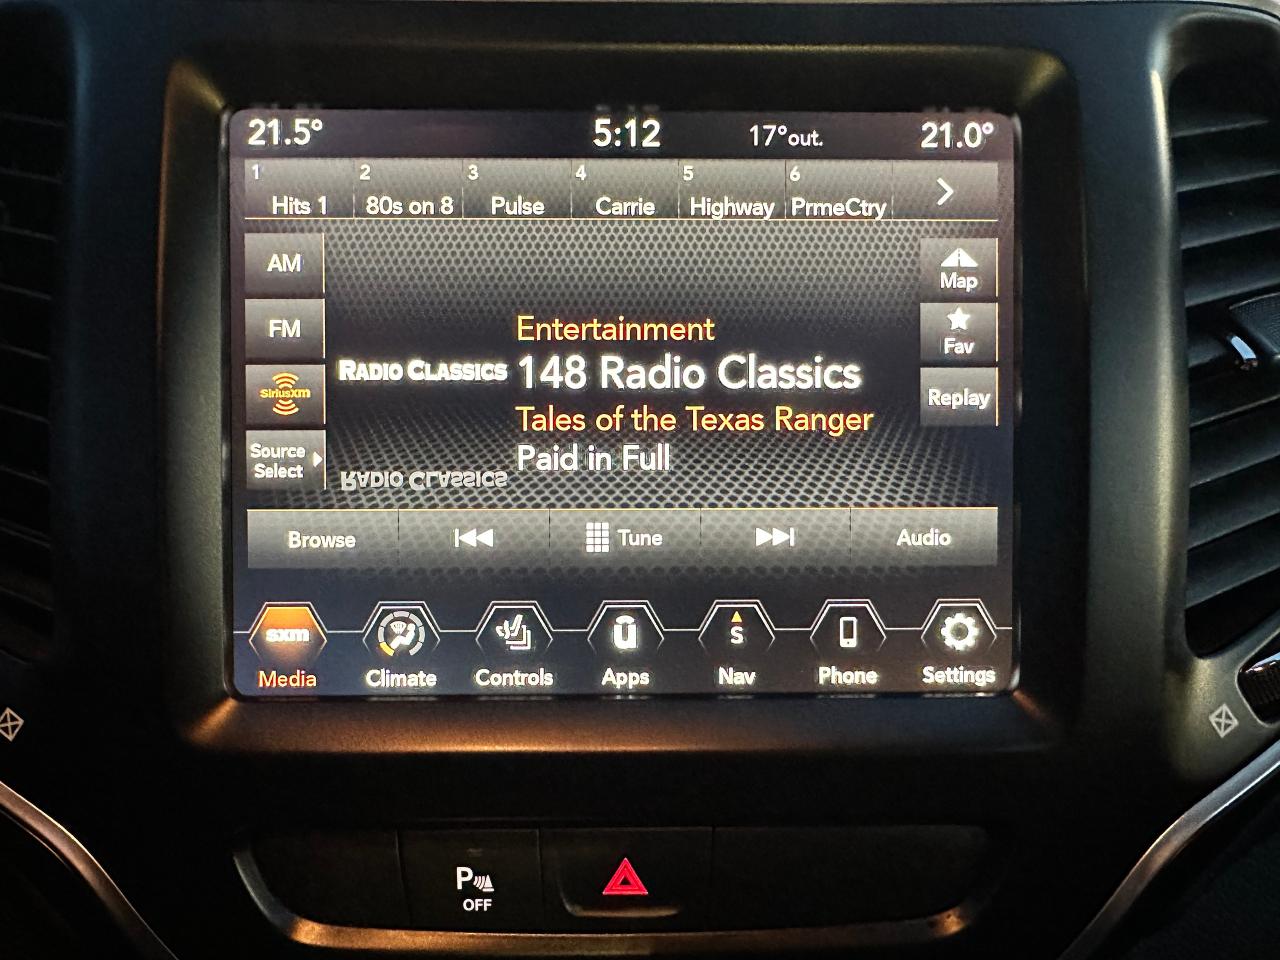 21.5° 5:12 17°out. 21.0°
1 2 3 4 5 6
Hits 1 80s on 8 Pulse Carrie Highway PrmeCtry
AM
Map
FM
Fav
Entertainment
RADIO CLASSICS 148 Radio Classics
siriusxm
Replay
Tales of the Texas Ranger
Source
Select
Paid in Full
RADIO CLASSICS
Browse Tune Audio
sxm
S
Media Climate Controls Apps Nav Phone Settings
P
OFF